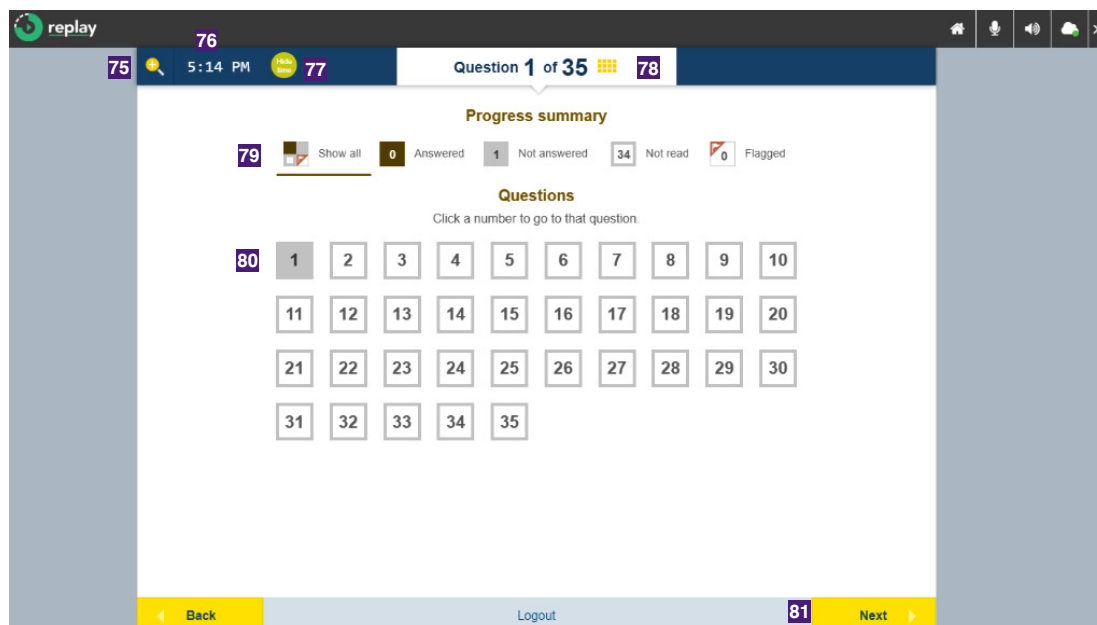 replay
76
75 5:14 PM Hide time 77 Question 1 of 35 78
Progress summary
79 Show all 0 Answered 1 Not answered 34 Not read 0 Flagged
Questions
Click a number to go to that question.
80 1 2 3 4 5 6 7 8 9 10
11 12 13 14 15 16 17 18 19 20
21 22 23 24 25 26 27 28 29 30
31 32 33 34 35
Back Logout 81 Next